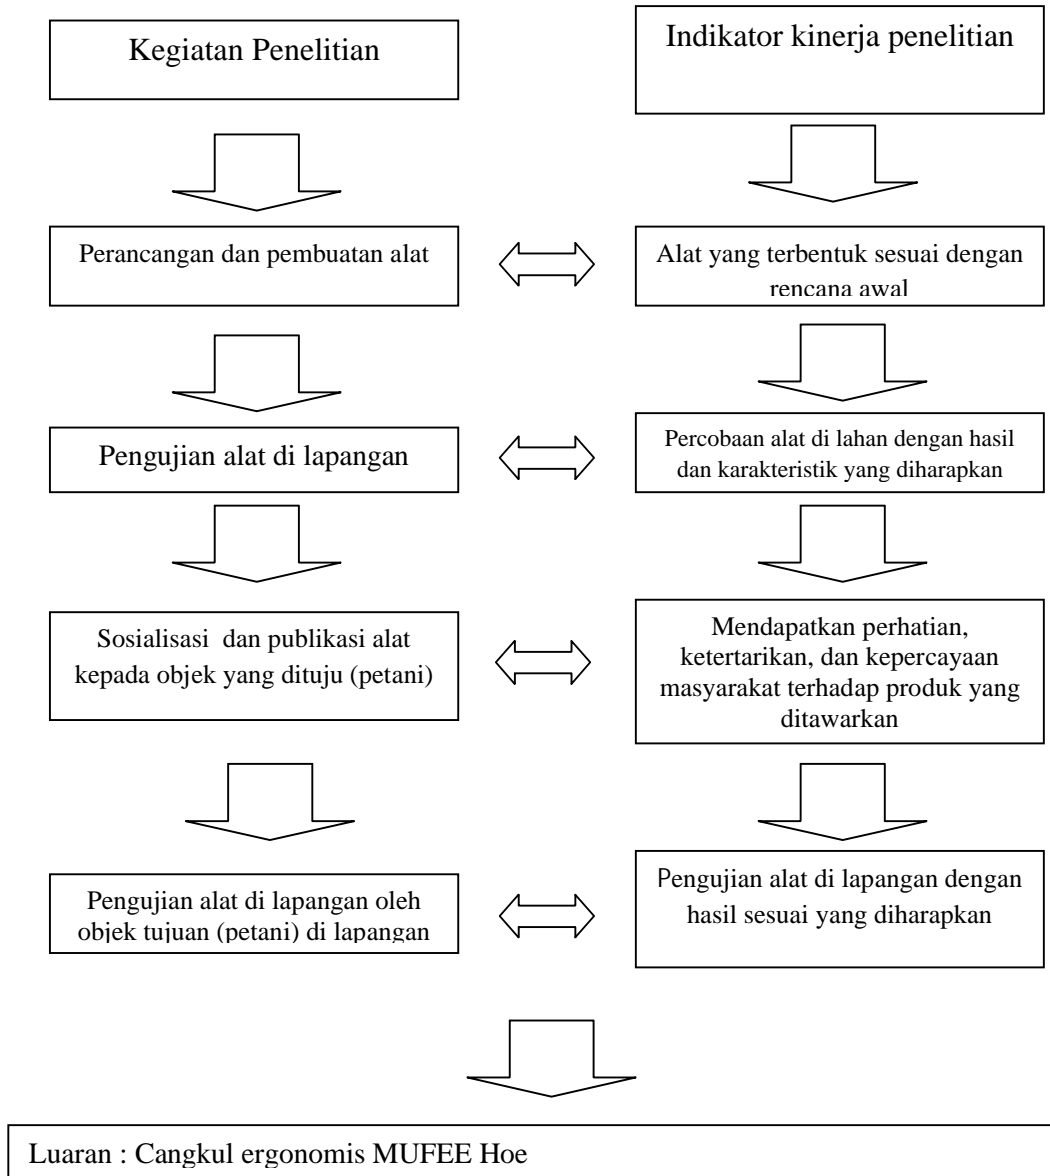 Kegiatan Penelitian
Indikator kinerja penelitian
Perancangan dan pembuatan alat
Alat yang terbentuk sesuai dengan
rencana awal
Pengujian alat di lapangan
Percobaan alat di lahan dengan hasil
dan karakteristik yang diharapkan
Sosialisasi dan publikasi alat
kepada objek yang dituju (petani)
Mendapatkan perhatian,
ketertarikan, dan kepercayaan
masyarakat terhadap produk yang
ditawarkan
Pengujian alat di lapangan oleh
objek tujuan (petani) di lapangan
Pengujian alat di lapangan dengan
hasil sesuai yang diharapkan
Luaran : Cangkul ergonomis MUFEE Hoe